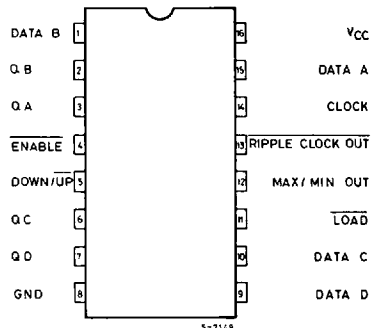 DATA B 1 16 VCC
Q B 2 15 DATA A
Q A 3 14 CLOCK
ENABLE 4 13 RIPPLE CLOCK OUT
DOWN/UP 5 12 MAX/MIN OUT
Q C 6 11 LOAD
Q D 7 10 DATA C
GND 8 9 DATA D
S-7149